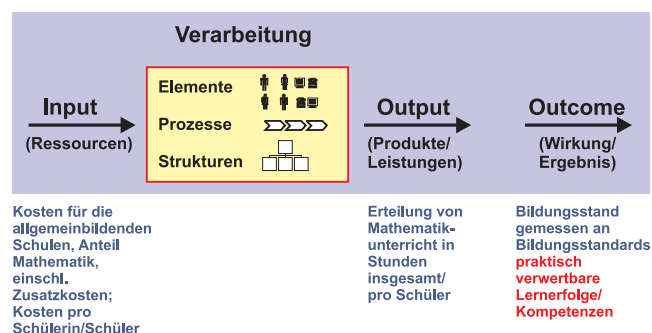 Verarbeitung
Input
(Ressourcen)
Elemente
Prozesse
Strukturen
Output
(Produkte/
Leistungen)
Outcome
(Wirkung/
Ergebnis)
Kosten für die
allgemeinbildenden
Schulen, Anteil
Mathematik,
einschl.
Zusatzkosten;
Kosten pro
Schülerin/Schüler
Erteilung von
Mathematik-
unterricht in
Stunden
insgesamt/
pro Schüler
Bildungsstand
gemessen an
Bildungsstandards
praktisch
verwertbare
Lernerfolge/
Kompetenzen